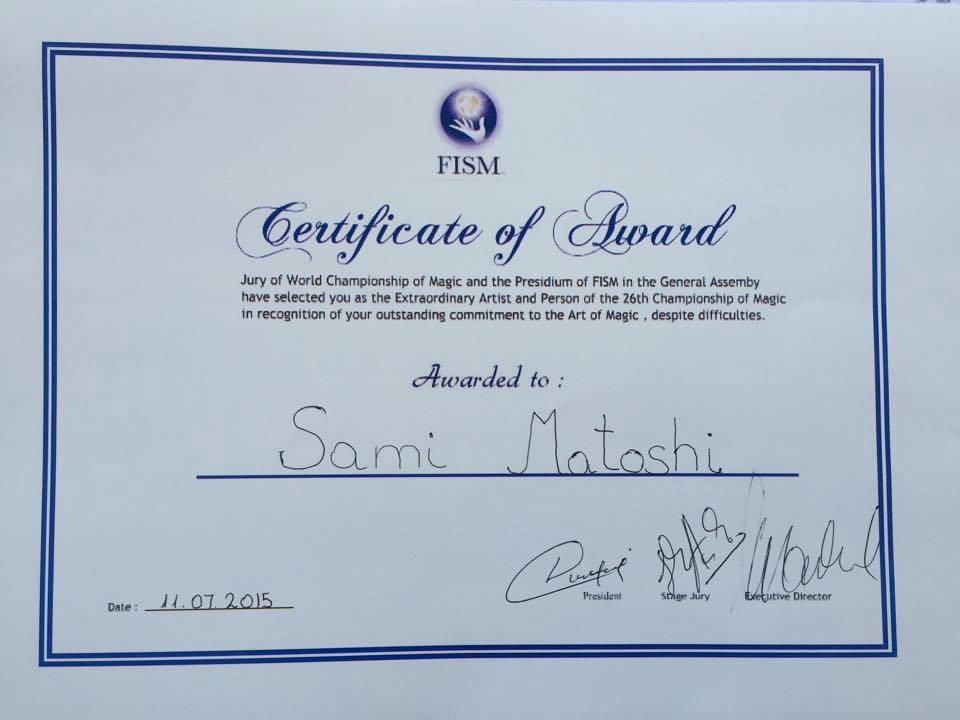 FISM
Certificate of Award
Jury of World Championship of Magic and the Presidium of FISM in the General Assemby
have selected you as the Extraordinary Artist and Person of the 26th Championship of Magic
in recognition of your outstanding commitment to the Art of Magic , despite difficulties.
Awarded to :
Sami Matoshi
President Stage Jury Executive Director
Date : 11.07.2015